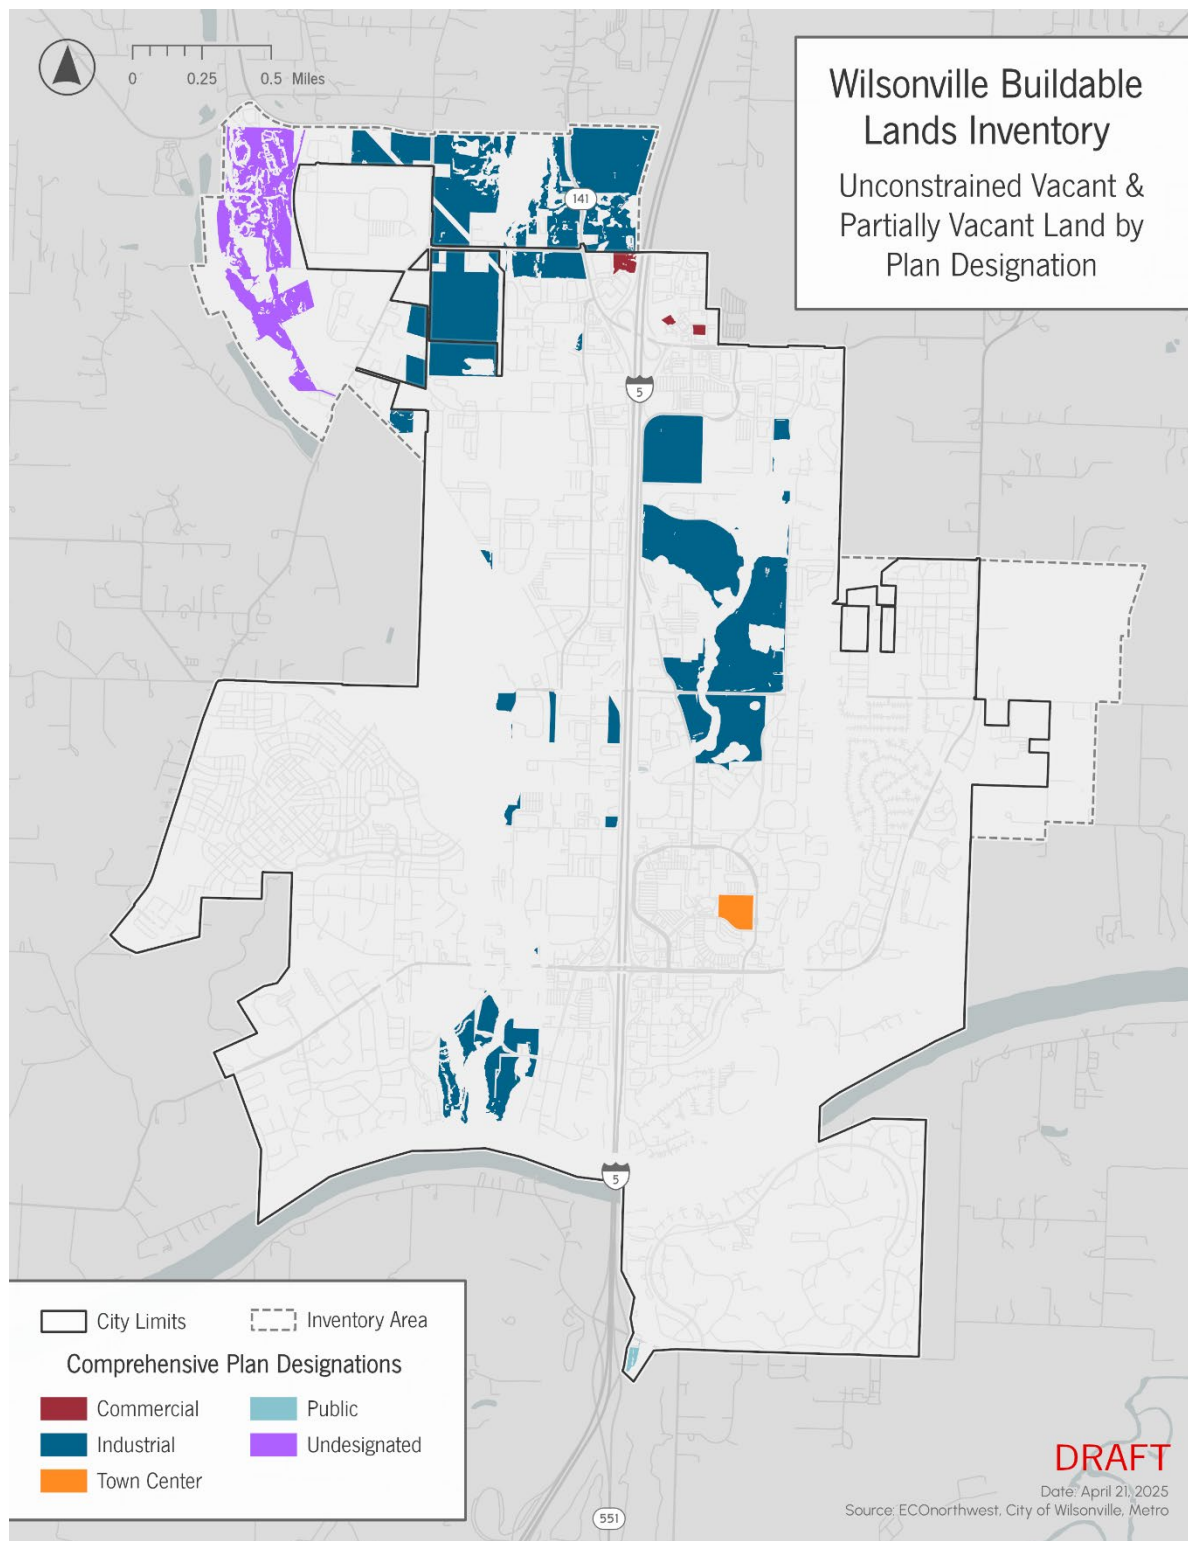 0 0.25 0.5 Miles
Wilsonville Buildable
Lands Inventory
Unconstrained Vacant &
Partially Vacant Land by
Plan Designation
141
5
5
City Limits
Inventory Area
Comprehensive Plan Designations
Commercial
Public
Industrial
Undesignated
Town Center
551
DRAFT
Date: April 21, 2025
Source: ECOnorthwest, City of Wilsonville, Metro